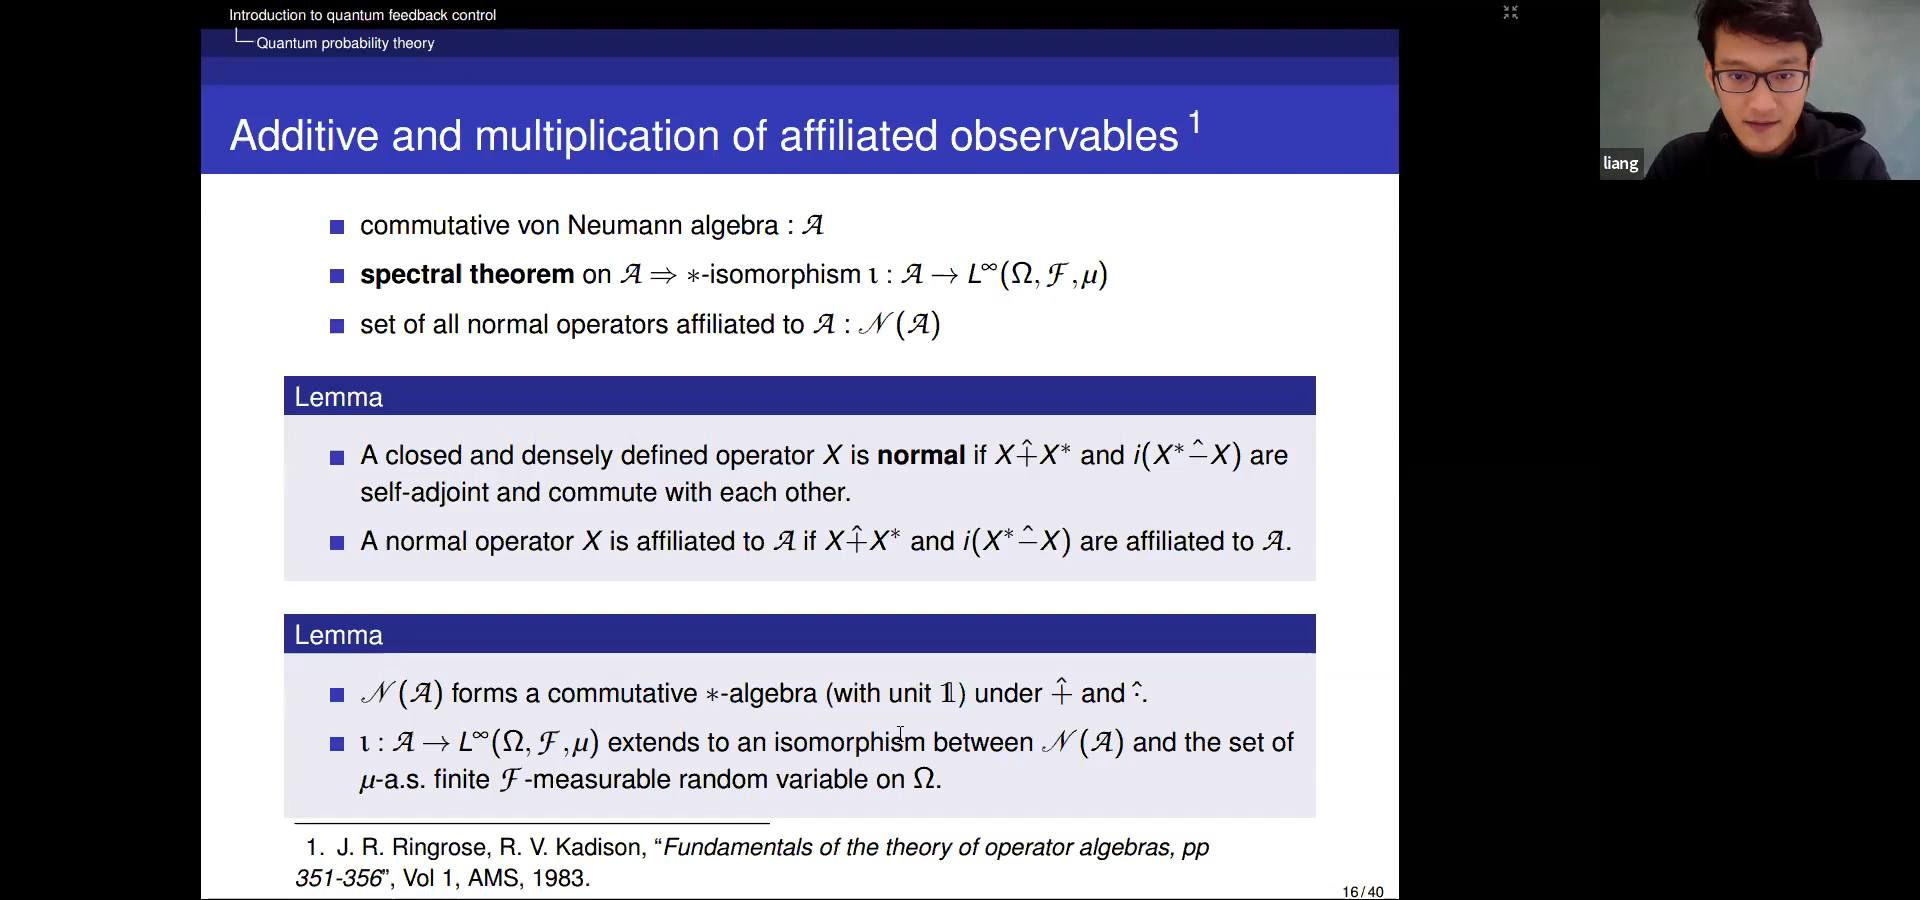 Introduction to quantum feedback control
Quantum probability theory
Additive and multiplication of affiliated observables ¹
commutative von Neumann algebra : 𝒜
spectral theorem on 𝒜 ⇒ ∗-isomorphism ι : 𝒜 → L^∞(Ω, ℱ, μ)
set of all normal operators affiliated to 𝒜 : 𝒩(𝒜)
Lemma
A closed and densely defined operator X is normal if X +̂ X* and i(X* −̂ X) are
self-adjoint and commute with each other.
A normal operator X is affiliated to 𝒜 if X +̂ X* and i(X* −̂ X) are affiliated to 𝒜.
Lemma
𝒩(𝒜) forms a commutative ∗-algebra (with unit 𝟙) under +̂ and ·̂.
ι : 𝒜 → L^∞(Ω, ℱ, μ) extends to an isomorphism between 𝒩(𝒜) and the set of
μ-a.s. finite ℱ-measurable random variable on Ω.
1. J. R. Ringrose, R. V. Kadison, “Fundamentals of the theory of operator algebras, pp
351-356”, Vol 1, AMS, 1983.
16 / 40
liang